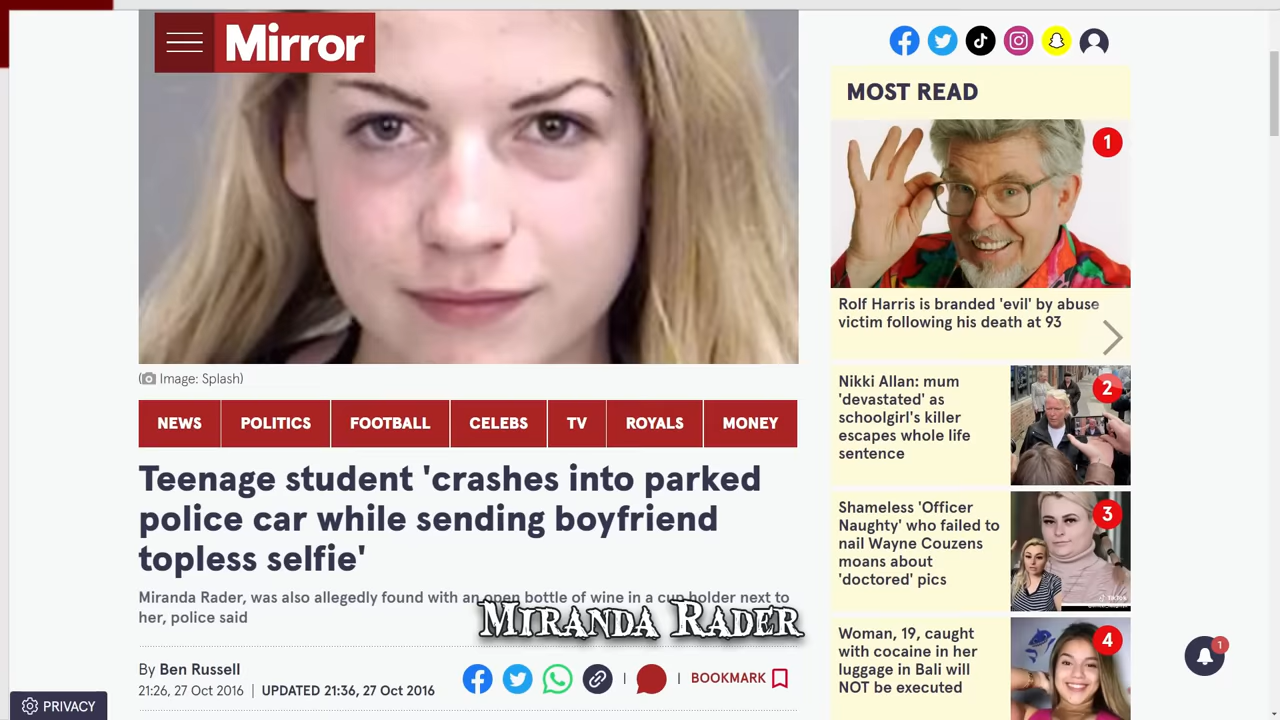 Mirror
(Image: Splash)
NEWS
POLITICS
FOOTBALL
CELEBS
TV
ROYALS
MONEY
Teenage student 'crashes into parked
police car while sending boyfriend
topless selfie'
Miranda Rader, was also allegedly found with an open bottle of wine in a cup holder next to
her, police said
MIRANDA RADER
By Ben Russell
21:26, 27 Oct 2016 | UPDATED 21:36, 27 Oct 2016
BOOKMARK
PRIVACY
MOST READ
1
Rolf Harris is branded 'evil' by abuse
victim following his death at 93
Nikki Allan: mum
'devastated' as
schoolgirl's killer
escapes whole life
sentence
2
Shameless 'Officer
Naughty' who failed to
nail Wayne Couzens
moans about
'doctored' pics
3
Woman, 19, caught
with cocaine in her
luggage in Bali will
NOT be executed
4
1